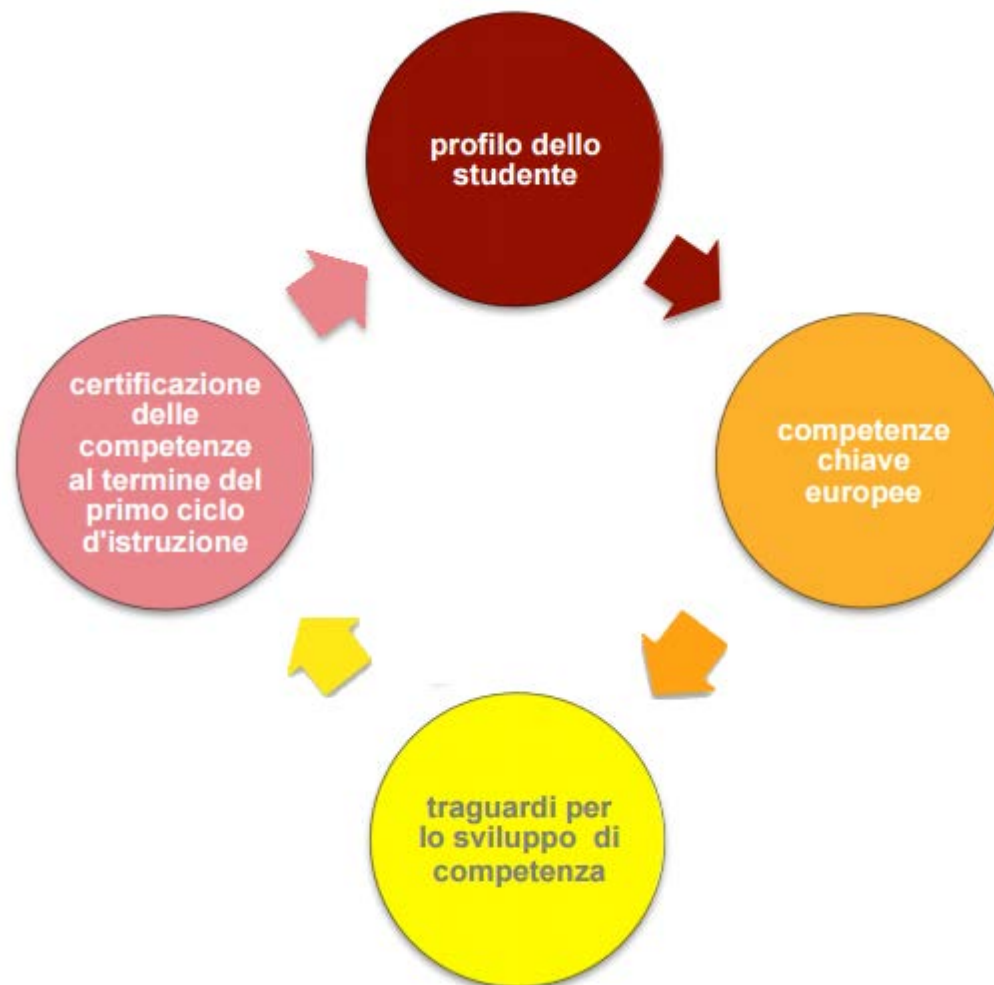 profilo dello
studente
competenze
chiave
europee
traguardi per
lo sviluppo di
competenza
certificazione
delle
competenze
al termine del
primo ciclo
d'istruzione